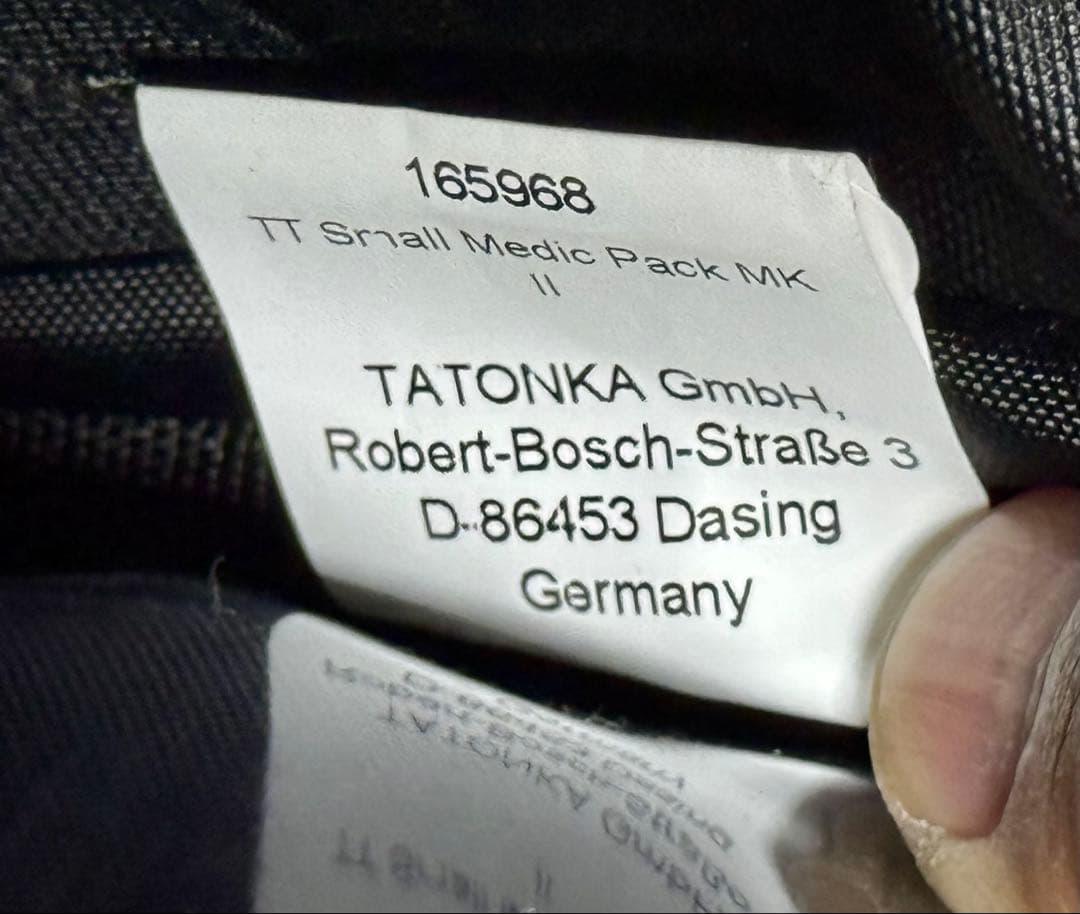 165968
TT Small Medic Pack MK
II
TATONKA GmbH,
Robert-Bosch-Straße 3
D-86453 Dasing
Germany